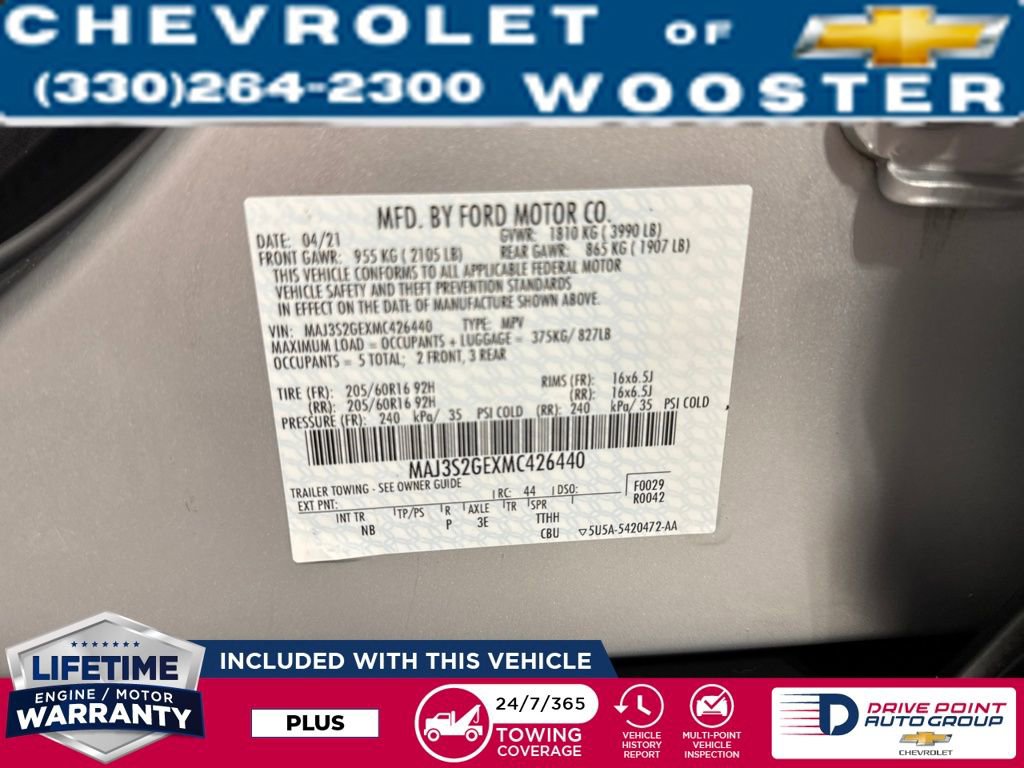 CHEVROLET OF
(330)264-2300 WOOSTER
MFD. BY FORD MOTOR CO.
DATE: 04/21 GVWR: 1810 KG ( 3990 LB)
FRONT GAWR: 955 KG ( 2105 LB) REAR GAWR: 865 KG ( 1907 LB)
THIS VEHICLE CONFORMS TO ALL APPLICABLE FEDERAL MOTOR
VEHICLE SAFETY AND THEFT PREVENTION STANDARDS
IN EFFECT ON THE DATE OF MANUFACTURE SHOWN ABOVE.
VIN: MAJ3S2GEXMC426440 TYPE: MPV
MAXIMUM LOAD = OCCUPANTS + LUGGAGE = 375KG/ 827LB
OCCUPANTS = 5 TOTAL; 2 FRONT, 3 REAR
TIRE (FR): 205/60R16 92H RIMS (FR): 16x6.5J
(RR): 205/60R16 92H (RR): 16x6.5J
PRESSURE (FR): 240 kPa/ 35 PSI COLD (RR): 240 kPa/ 35 PSI COLD
MAJ3S2GEXMC426440
TRAILER TOWING - SEE OWNER GUIDE
EXT PNT: RC: 44 DSO: F0029
R0042
INT TR TP/PS R AXLE TR SPR
NB P 3E TTHH
CBU ▽5U5A-5420472-AA
LIFETIME
ENGINE / MOTOR
WARRANTY
INCLUDED WITH THIS VEHICLE
PLUS
24/7/365
TOWING
COVERAGE
VEHICLE
HISTORY
REPORT
MULTI-POINT
VEHICLE
INSPECTION
DRIVE POINT
AUTO GROUP
CHEVROLET